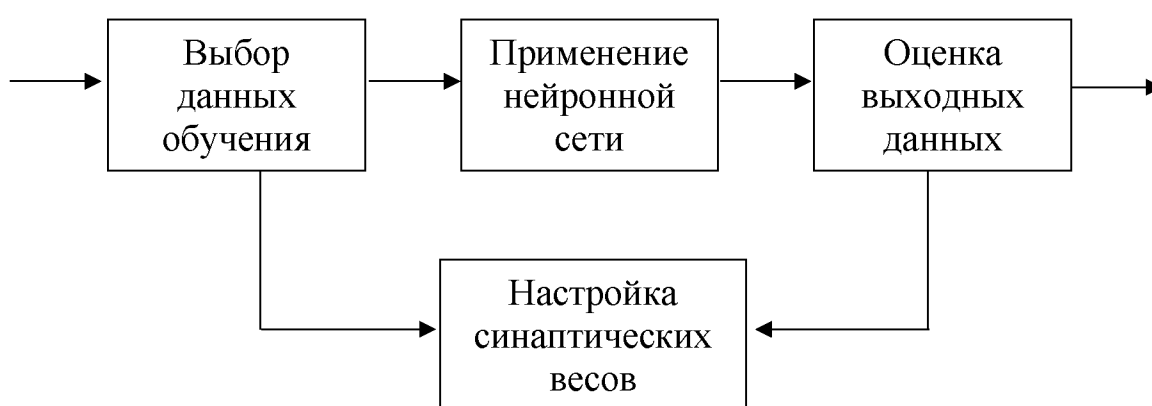 Выбор
данных
обучения
Применение
нейронной
сети
Оценка
выходных
данных
Настройка
синаптических
весов